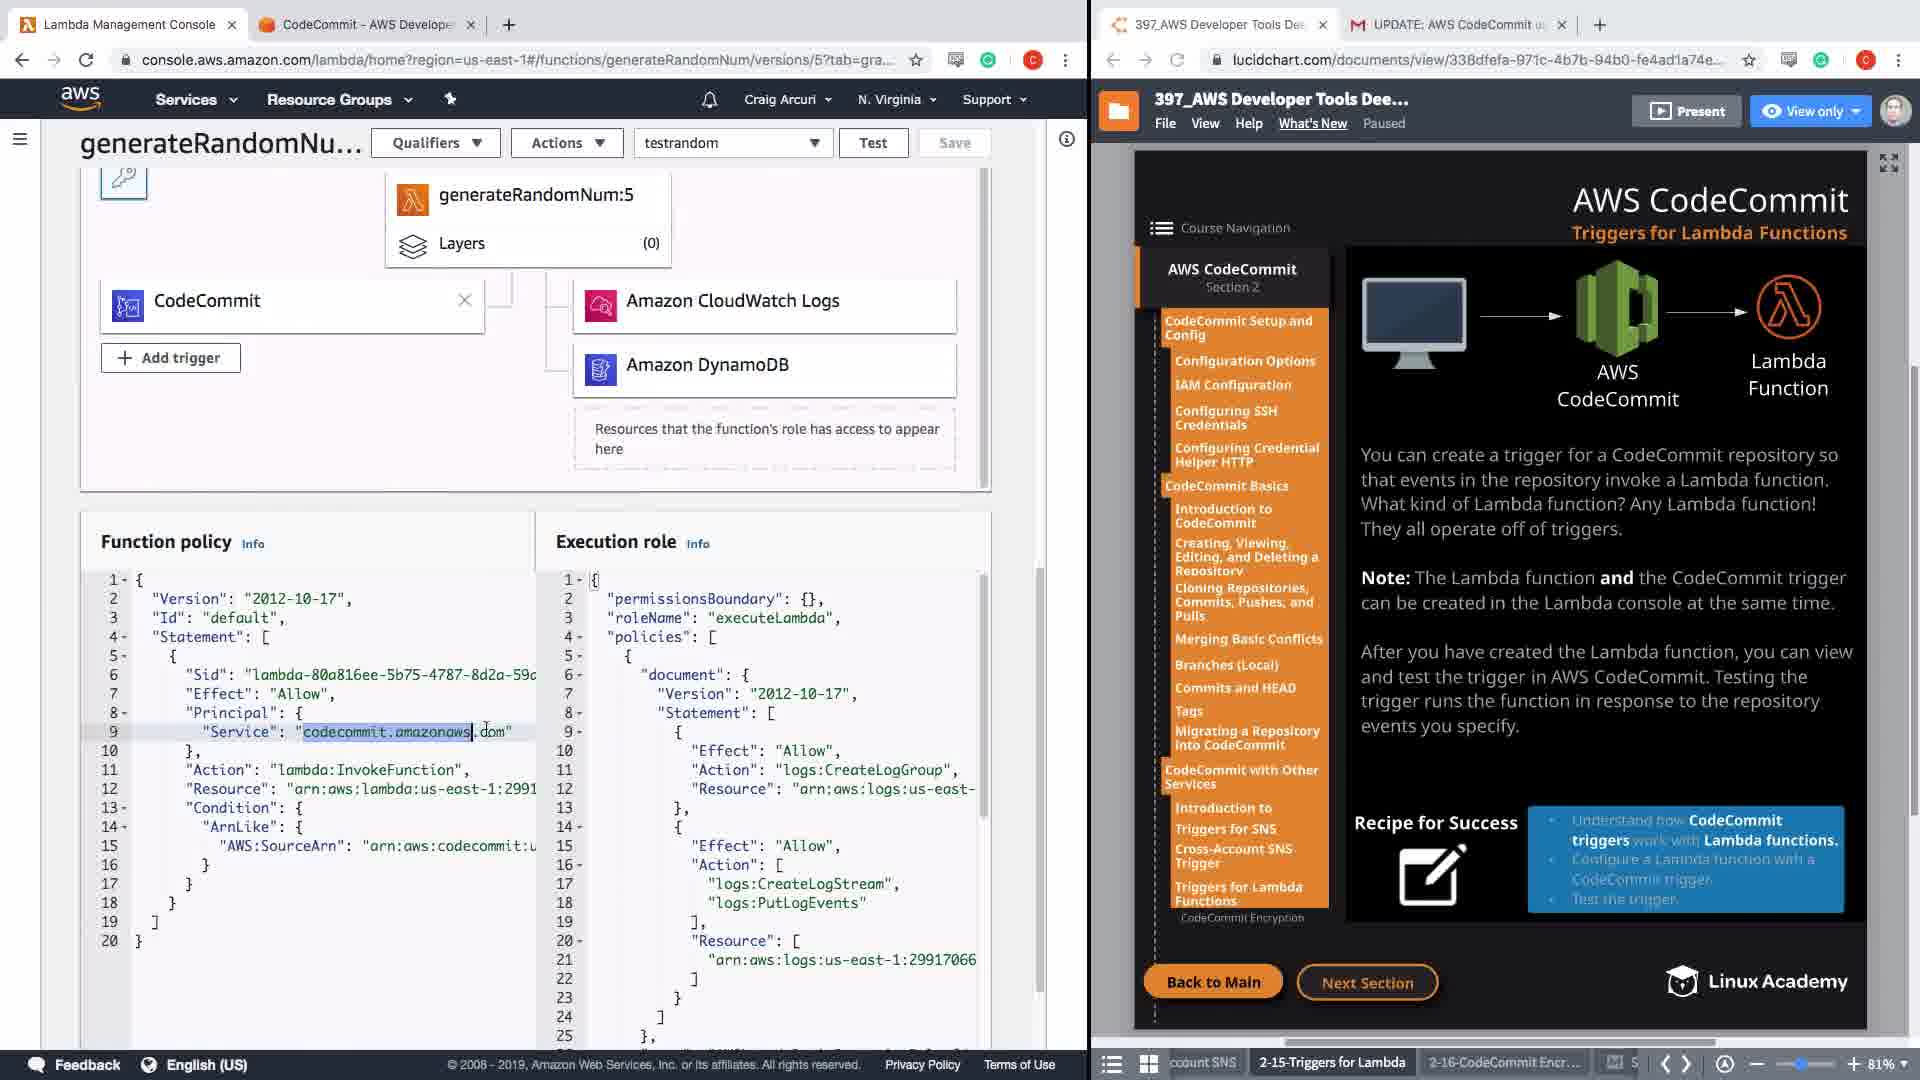 Lambda Management Console
CodeCommit - AWS Develope
console.aws.amazon.com/lambda/home?region=us-east-1#/functions/generateRandomNum/versions/5?tab=gra...
aws
Services
Resource Groups
Craig Arcuri
N. Virginia
Support
generateRandomNu...
Qualifiers
Actions
testrandom
Test
Save
generateRandomNum:5
Layers
(0)
CodeCommit
Amazon CloudWatch Logs
Add trigger
Amazon DynamoDB
Resources that the function's role has access to appear
here
Function policy Info
1 {
2 "Version": "2012-10-17",
3 "Id": "default",
4 "Statement": [
5 {
6 "Sid": "lambda-80a816ee-5b75-4787-8d2a-59a
7 "Effect": "Allow",
8 "Principal": {
9 "Service": "codecommit.amazonaws.com"
10 },
11 "Action": "lambda:InvokeFunction",
12 "Resource": "arn:aws:lambda:us-east-1:2991
13 "Condition": {
14 "ArnLike": {
15 "AWS:SourceArn": "arn:aws:codecommit:u
16 }
17 }
18 }
19 ]
20 }
Execution role Info
1 {
2 "permissionsBoundary": {},
3 "roleName": "executeLambda",
4 "policies": [
5 {
6 "document": {
7 "Version": "2012-10-17",
8 "Statement": [
9 {
10 "Effect": "Allow",
11 "Action": "logs:CreateLogGroup",
12 "Resource": "arn:aws:logs:us-east-
13 },
14 {
15 "Effect": "Allow",
16 "Action": [
17 "logs:CreateLogStream",
18 "logs:PutLogEvents"
19 ],
20 "Resource": [
21 "arn:aws:logs:us-east-1:29917066
22 ]
23 }
24 ]
25 },
Feedback
English (US)
© 2008 - 2019, Amazon Web Services, Inc. or its affiliates. All rights reserved.
Privacy Policy
Terms of Use
397_AWS Developer Tools Dee
UPDATE: AWS CodeCommit u
lucidchart.com/documents/view/338dfefa-971c-4b7b-94b0-fe4ad1a74e...
397_AWS Developer Tools Dee...
File
View
Help
What's New
Paused
Present
View only
AWS CodeCommit
Triggers for Lambda Functions
Course Navigation
AWS CodeCommit
Section 2
CodeCommit Setup and
Config
Configuration Options
IAM Configuration
Configuring SSH
Credentials
Configuring Credential
Helper HTTP
CodeCommit Basics
Introduction to
CodeCommit
Creating, Viewing,
Editing, and Deleting a
Repository
Cloning Repositories,
Commits, Pushes, and
Pulls
Merging Basic Conflicts
Branches (Local)
Commits and HEAD
Tags
Migrating a Repository
into CodeCommit
CodeCommit with Other
Services
Introduction to
Triggers for SNS
Cross-Account SNS
Trigger
Triggers for Lambda
Functions
CodeCommit Encryption
AWS
CodeCommit
Lambda
Function
You can create a trigger for a CodeCommit repository so
that events in the repository invoke a Lambda function.
What kind of Lambda function? Any Lambda function!
They all operate off of triggers.
Note: The Lambda function and the CodeCommit trigger
can be created in the Lambda console at the same time.
After you have created the Lambda function, you can view
and test the trigger in AWS CodeCommit. Testing the
trigger runs the function in response to the repository
events you specify.
Recipe for Success
• Understand how CodeCommit
triggers work with Lambda functions.
• Configure a Lambda function with a
CodeCommit trigger.
• Test the trigger.
Back to Main
Next Section
Linux Academy
ccount SNS
2-15-Triggers for Lambda
2-16-CodeCommit Encr...
81%